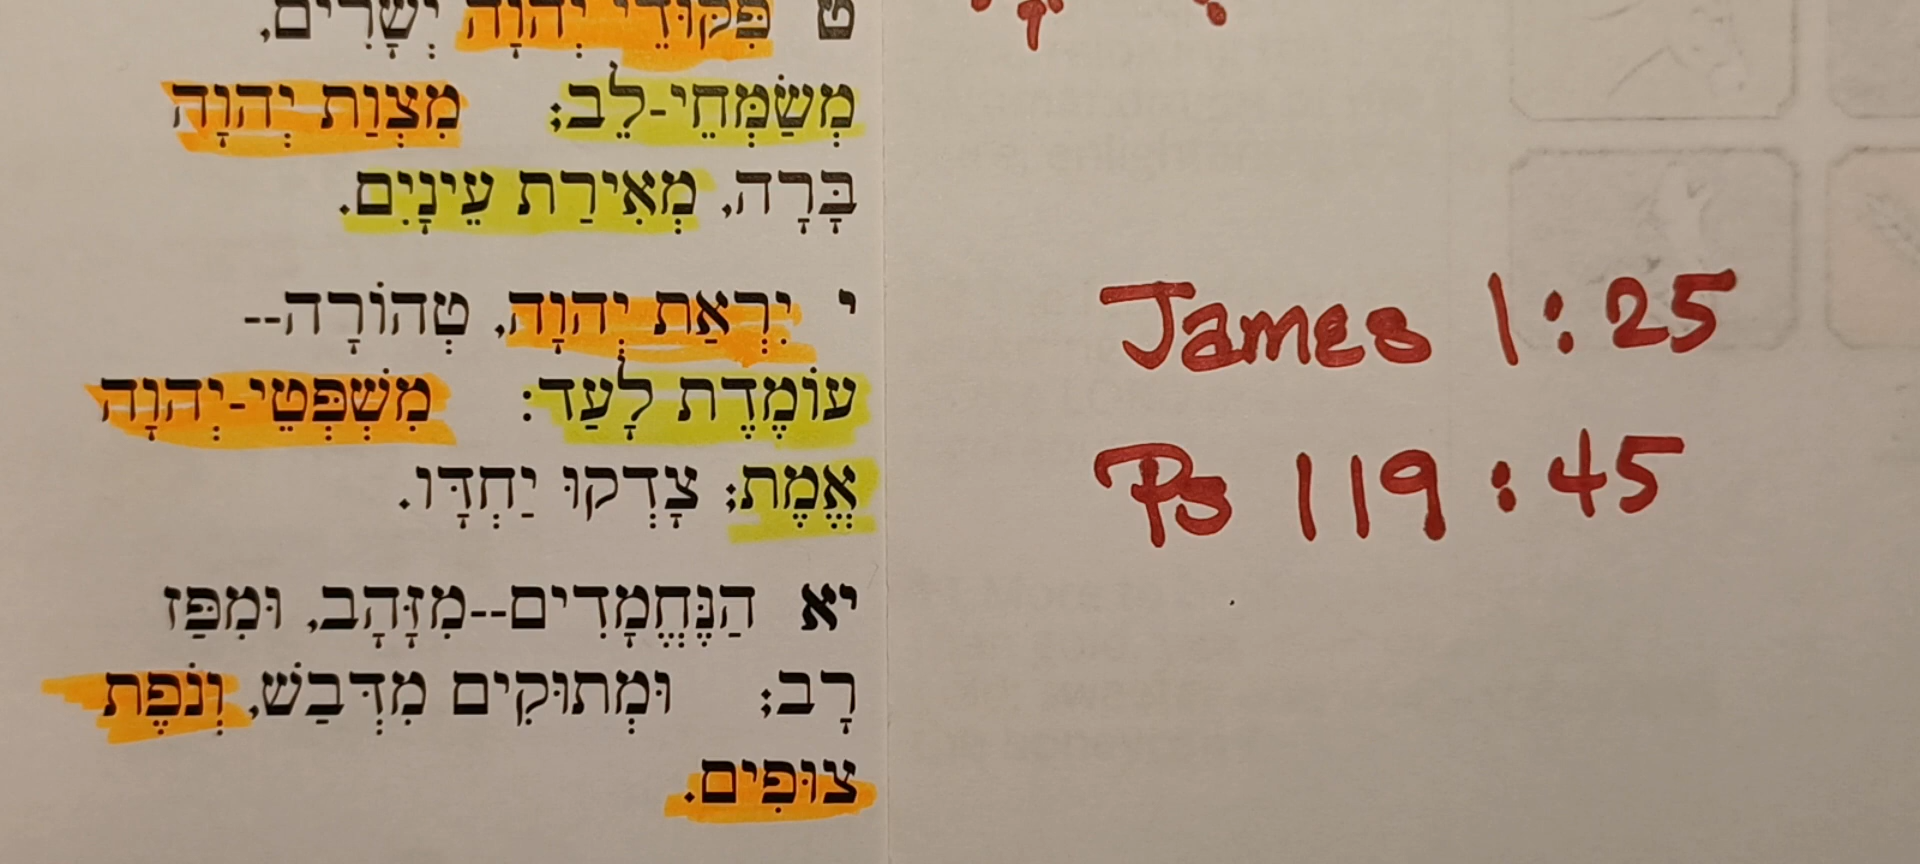 ט פִּקּוּדֵי יְהוָה יְשָׁרִים,
מְשַׂמְּחֵי-לֵב; מִצְוַת יְהוָה
בָּרָה, מְאִירַת עֵינָיִם.
י יִרְאַת יְהוָה, טְהוֹרָה--
עוֹמֶדֶת לָעַד: מִשְׁפְּטֵי-יְהוָה
אֱמֶת; צָדְקוּ יַחְדָּו.
יא הַנֶּחֱמָדִים--מִזָּהָב, וּמִפַּז
רָב; וּמְתוּקִים מִדְּבַשׁ, וְנֹפֶת
צוּפִים.
James 1:25
Ps 119:45